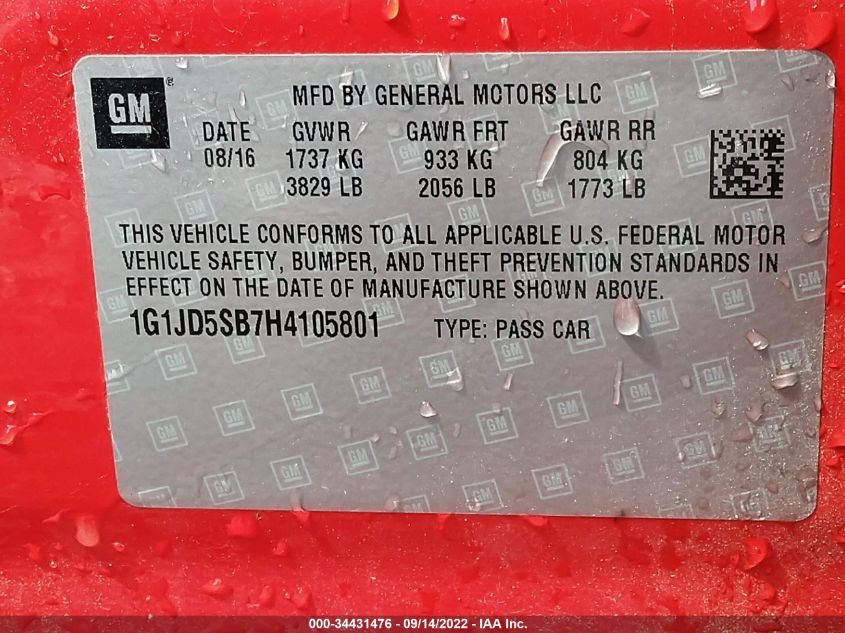 GM ®
MFD BY GENERAL MOTORS LLC
DATE GVWR GAWR FRT GAWR RR
08/16 1737 KG 933 KG 804 KG
3829 LB 2056 LB 1773 LB
THIS VEHICLE CONFORMS TO ALL APPLICABLE U.S. FEDERAL MOTOR
VEHICLE SAFETY, BUMPER, AND THEFT PREVENTION STANDARDS IN
EFFECT ON THE DATE OF MANUFACTURE SHOWN ABOVE.
1G1JD5SB7H4105801 TYPE: PASS CAR
000-34431476 - 09/14/2022 - IAA Inc.